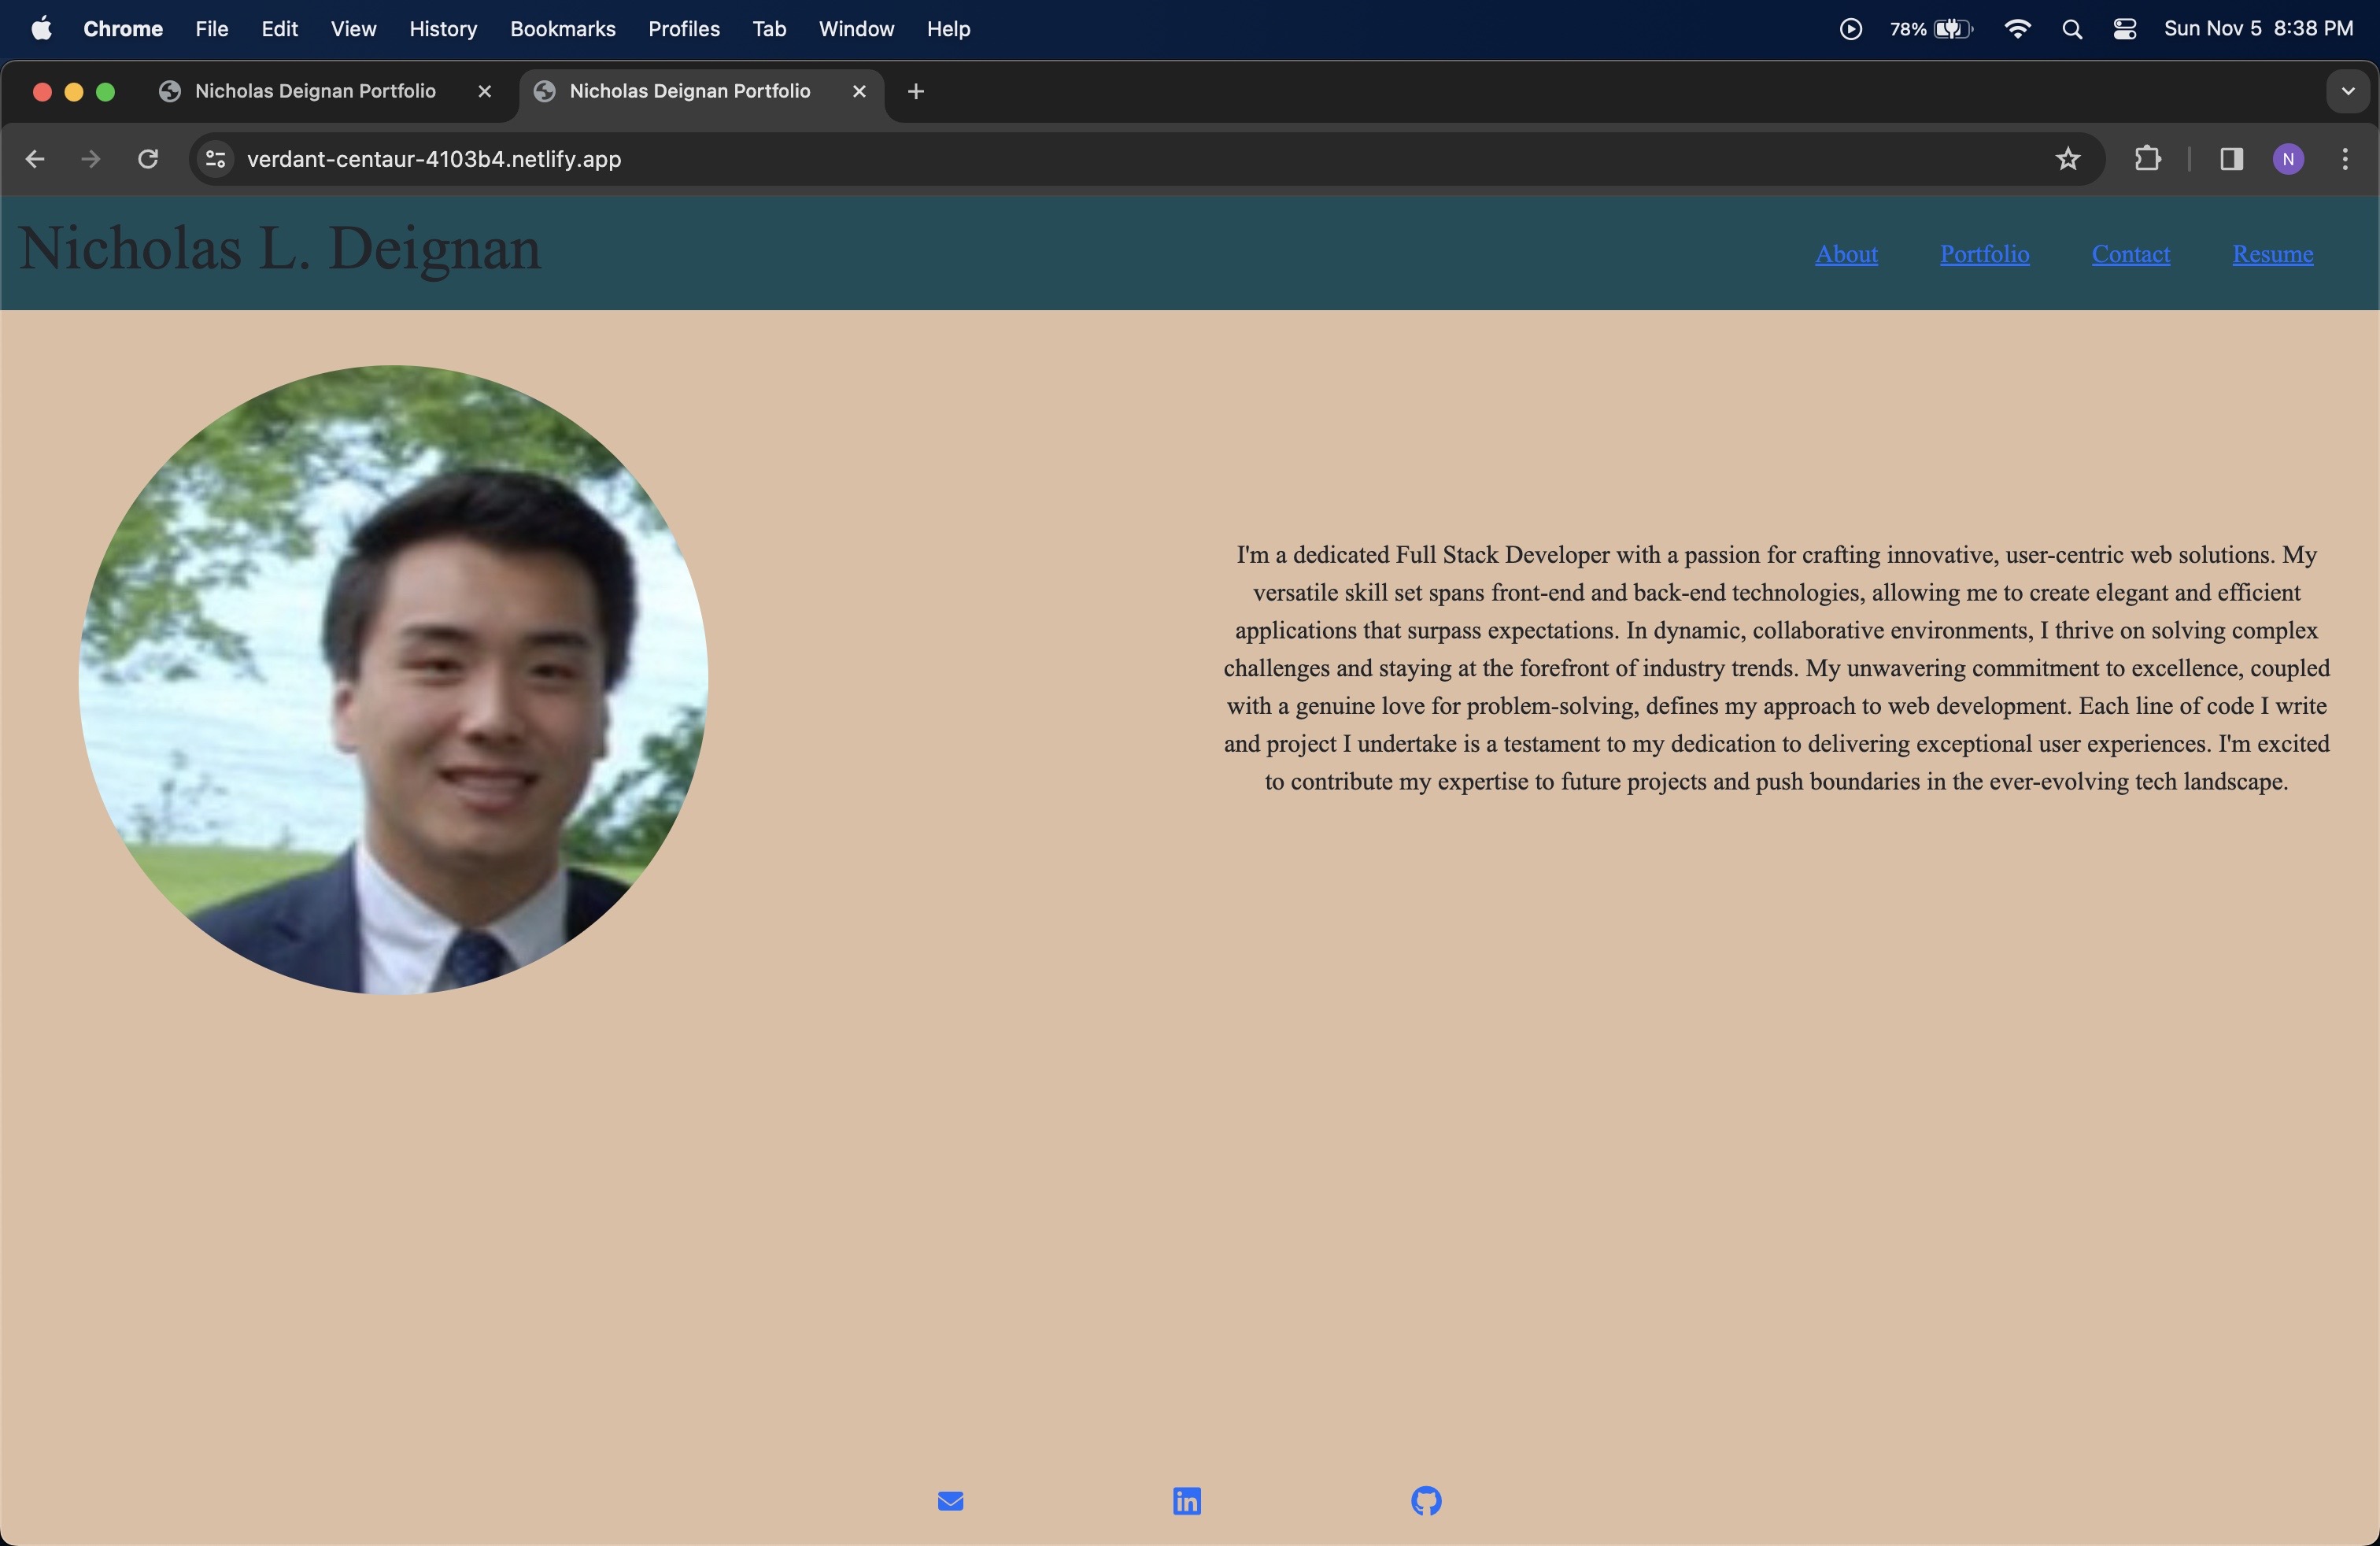 Chrome File Edit View History Bookmarks Profiles Tab Window Help 78% Sun Nov 5 8:38 PM
Nicholas Deignan Portfolio Nicholas Deignan Portfolio
verdant-centaur-4103b4.netlify.app N
Nicholas L. Deignan About Portfolio Contact Resume
I'm a dedicated Full Stack Developer with a passion for crafting innovative, user-centric web solutions. My
versatile skill set spans front-end and back-end technologies, allowing me to create elegant and efficient
applications that surpass expectations. In dynamic, collaborative environments, I thrive on solving complex
challenges and staying at the forefront of industry trends. My unwavering commitment to excellence, coupled
with a genuine love for problem-solving, defines my approach to web development. Each line of code I write
and project I undertake is a testament to my dedication to delivering exceptional user experiences. I'm excited
to contribute my expertise to future projects and push boundaries in the ever-evolving tech landscape.
in